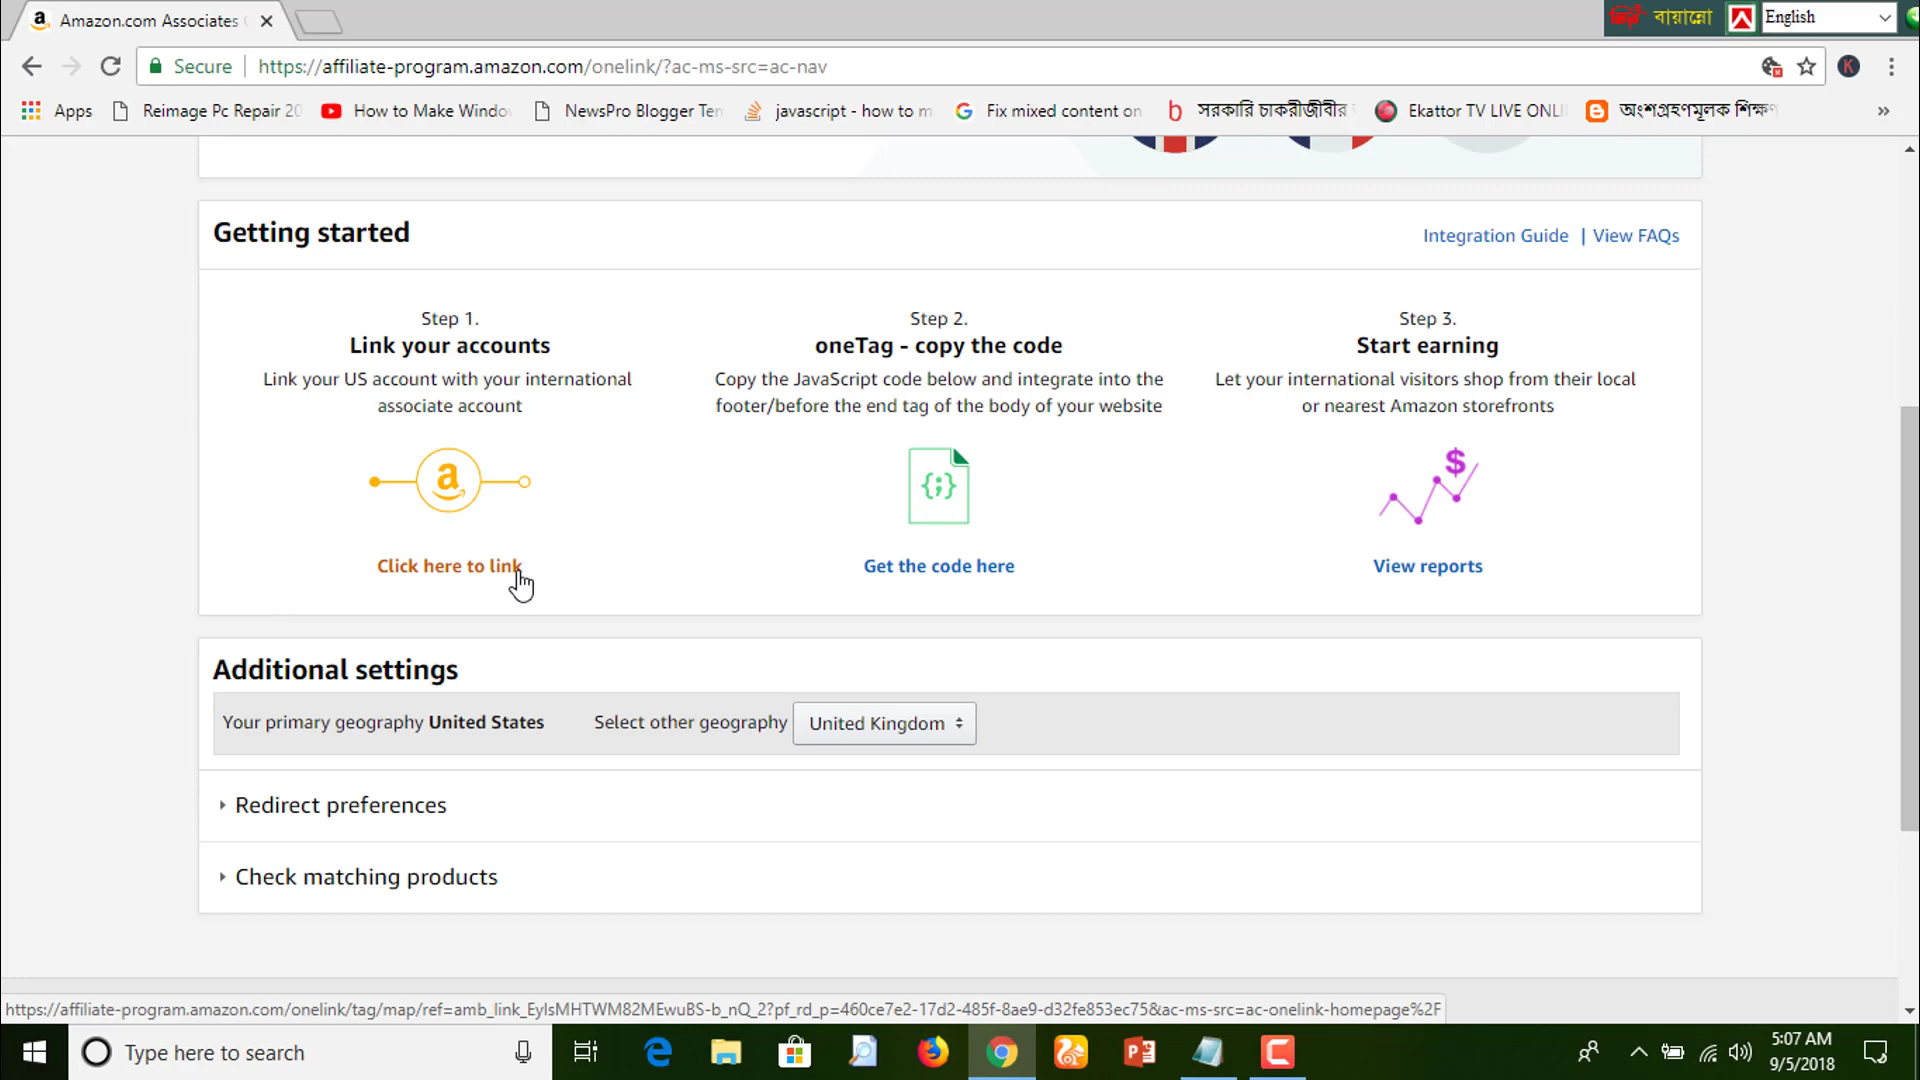 Amazon.com Associates
বায়ান্নো
English
Secure
https://affiliate-program.amazon.com/onelink/?ac-ms-src=ac-nav
K
Apps
Reimage Pc Repair 20
How to Make Windo
NewsPro Blogger Ten
javascript - how to m
Fix mixed content on
সরকারি চাকরীজীবীর
Ekattor TV LIVE ONLI
অংশগ্রহণমূলক শিক্ষণ
»
Getting started
Integration Guide | View FAQs
Step 1.
Link your accounts
Link your US account with your international
associate account
Click here to link
Step 2.
oneTag - copy the code
Copy the JavaScript code below and integrate into the
footer/before the end tag of the body of your website
{;}
Get the code here
Step 3.
Start earning
Let your international visitors shop from their local
or nearest Amazon storefronts
$
View reports
Additional settings
Your primary geography United States
Select other geography United Kingdom
Redirect preferences
Check matching products
https://affiliate-program.amazon.com/onelink/tag/map/ref=amb_link_EylsMHTWM82MEwuBS-b_nQ_2?pf_rd_p=460ce7e2-17d2-485f-8ae9-d32fe853ec75&ac-ms-src=ac-onelink-homepage%2F
Type here to search
5:07 AM
9/5/2018